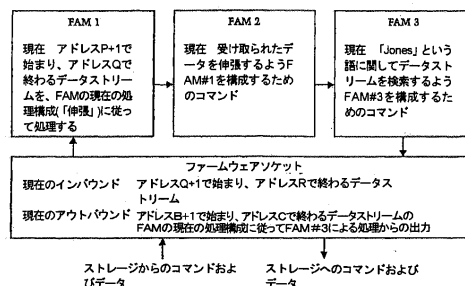 FAM 1
現在 アドレスP+1で
始まり、アドレスQで
終わるデータストリー
ムを、FAMの現在の処
理構成(「伸張」)に従っ
て処理する
FAM 2
現在 受け取られたデ
ータを伸張するようF
AM#1を構成するため
のコマンド
FAM 3
現在 「Jones」という
語に関してデータスト
リームを検索するよう
FAM#3を構成するた
めのコマンド
ファームウェアソケット
現在のインバウンド アドレスQ+1で始まり、アドレスRで終わるデータス
トリーム
現在のアウトバウンド アドレスB+1で始まり、アドレスCで終わるデータストリームの
FAMの現在の処理構成に従ってFAM#3による処理からの出力
ストレージからのコマンドおよ
びデータ
ストレージへのコマンドおよび
データ